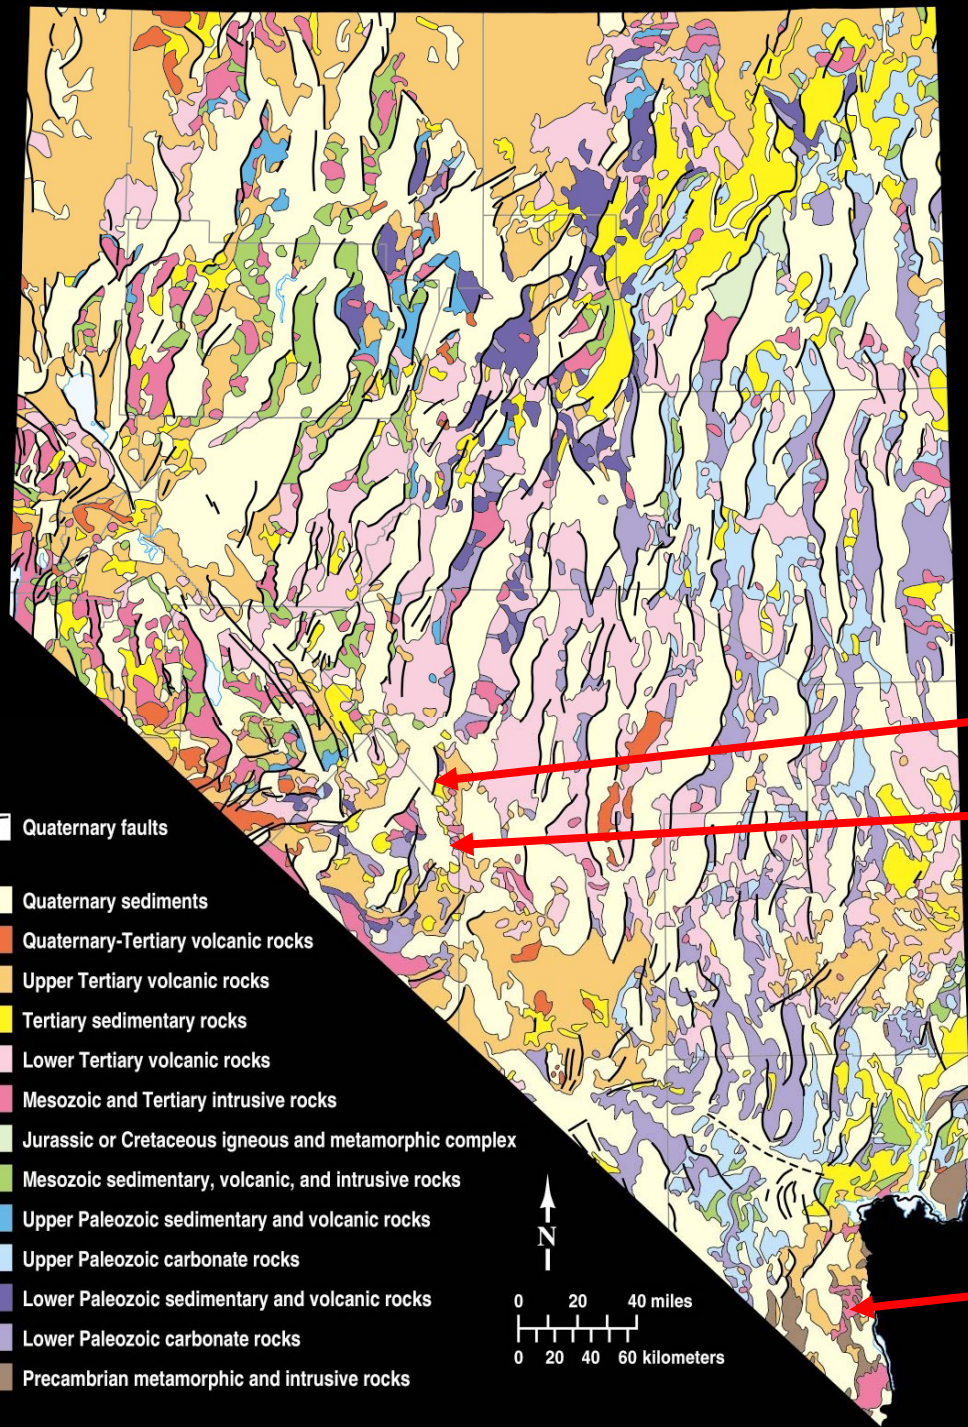 Quaternary faults
Quaternary sediments
Quaternary-Tertiary volcanic rocks
Upper Tertiary volcanic rocks
Tertiary sedimentary rocks
Lower Tertiary volcanic rocks
Mesozoic and Tertiary intrusive rocks
Jurassic or Cretaceous igneous and metamorphic complex
Mesozoic sedimentary, volcanic, and intrusive rocks
Upper Paleozoic sedimentary and volcanic rocks
Upper Paleozoic carbonate rocks
Lower Paleozoic sedimentary and volcanic rocks
Lower Paleozoic carbonate rocks
Precambrian metamorphic and intrusive rocks
N
0 20 40 miles
0 20 40 60 kilometers